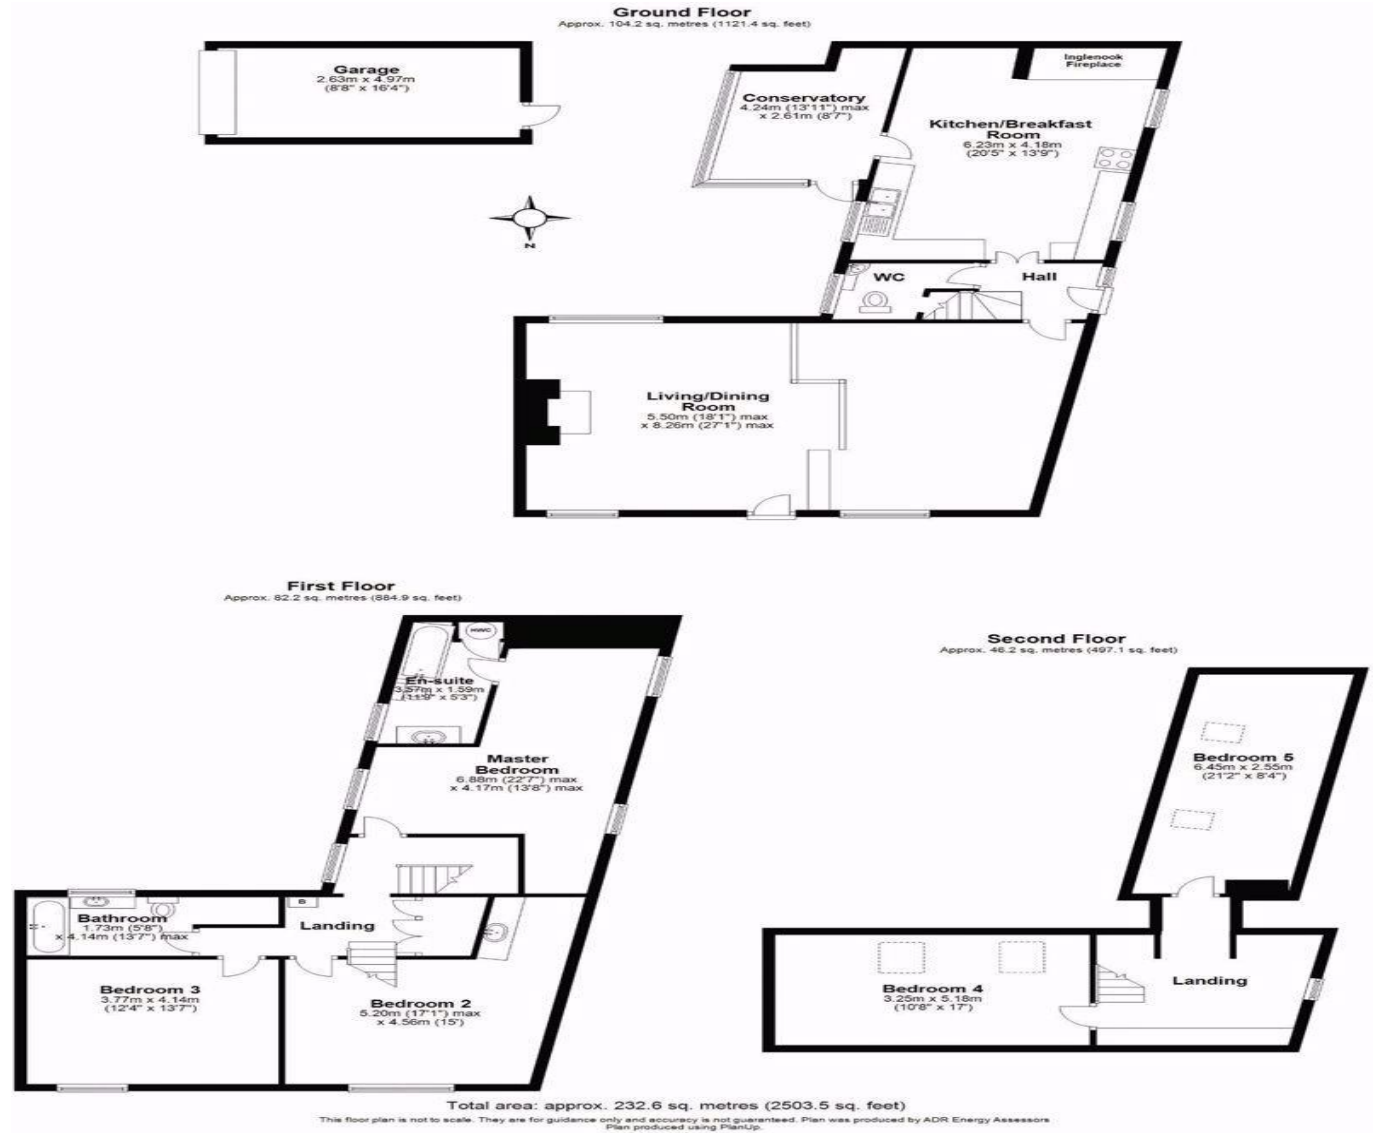 Ground Floor
Approx. 104.2 sq. metres (1121.4 sq. feet)
Garage
2.63m x 4.97m
(8'8" x 16'4")
Inglenook
Fireplace
Conservatory
4.24m (13'11") max
x 2.61m (8'7")
Kitchen/Breakfast
Room
6.23m x 4.18m
(20'5" x 13'9")
N
WC
Hall
Living/Dining
Room
5.50m (18'1") max
x 8.26m (27'1") max
First Floor
Approx. 82.2 sq. metres (884.9 sq. feet)
HWC
En-suite
3.57m x 1.59m
(11'9" x 5'3")
Master
Bedroom
6.88m (22'7") max
x 4.17m (13'8") max
B
Bathroom
1.73m (5'8")
x 4.14m (13'7") max
Landing
Bedroom 3
3.77m x 4.14m
(12'4" x 13'7")
Bedroom 2
5.20m (17'1") max
x 4.56m (15')
Second Floor
Approx. 46.2 sq. metres (497.1 sq. feet)
Bedroom 5
6.45m x 2.55m
(21'2" x 8'4")
Bedroom 4
3.25m x 5.18m
(10'8" x 17')
Landing
Total area: approx. 232.6 sq. metres (2503.5 sq. feet)
This floor plan is not to scale. They are for guidance only and accuracy is not guaranteed. Plan was produced by ADR Energy Assessors
Plan produced using PlanUp.